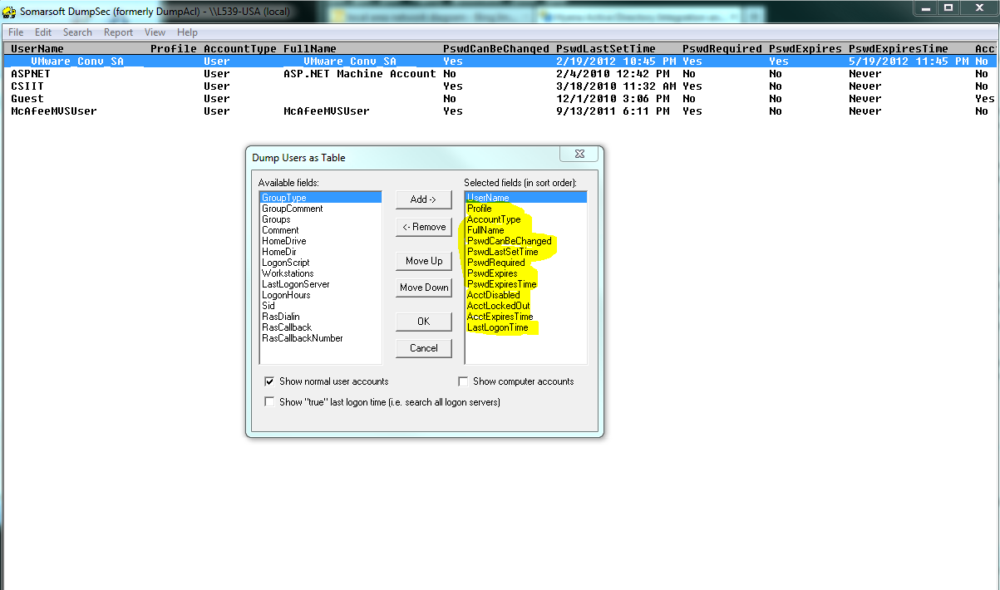 Somarsoft DumpSec (formerly DumpAcl) - \\L539-USA (local)
File Edit Search Report View Help
UserName Profile AccountType FullName PswdCanBeChanged PswdLastSetTime PswdRequired PswdExpires PswdExpiresTime Acc
___VMware_Conv_SA___ User ___VMware_Conv_SA___ Yes 2/19/2012 10:45 PM Yes Yes 5/19/2012 11:45 PM No
ASPNET User ASP.NET Machine Account No 2/4/2010 12:42 PM No No Never No
CSIIT User Yes 3/18/2010 11:32 AM Yes No Never No
Guest User No 12/1/2010 3:06 PM No No Never Yes
McAfeeMVSUser User McAfeeMVSUser Yes 9/13/2011 6:11 PM Yes No Never No
Dump Users as Table
Available fields:
GroupType
GroupComment
Groups
Comment
HomeDrive
HomeDir
LogonScript
Workstations
LastLogonServer
LogonHours
Sid
RasDialin
RasCallback
RasCallbackNumber
Add ->
<- Remove
Move Up
Move Down
OK
Cancel
Selected fields (in sort order):
UserName
Profile
AccountType
FullName
PswdCanBeChanged
PswdLastSetTime
PswdRequired
PswdExpires
PswdExpiresTime
AcctDisabled
AcctLockedOut
AcctExpiresTime
LastLogonTime
Show normal user accounts
Show computer accounts
Show "true" last logon time (i.e. search all logon servers)